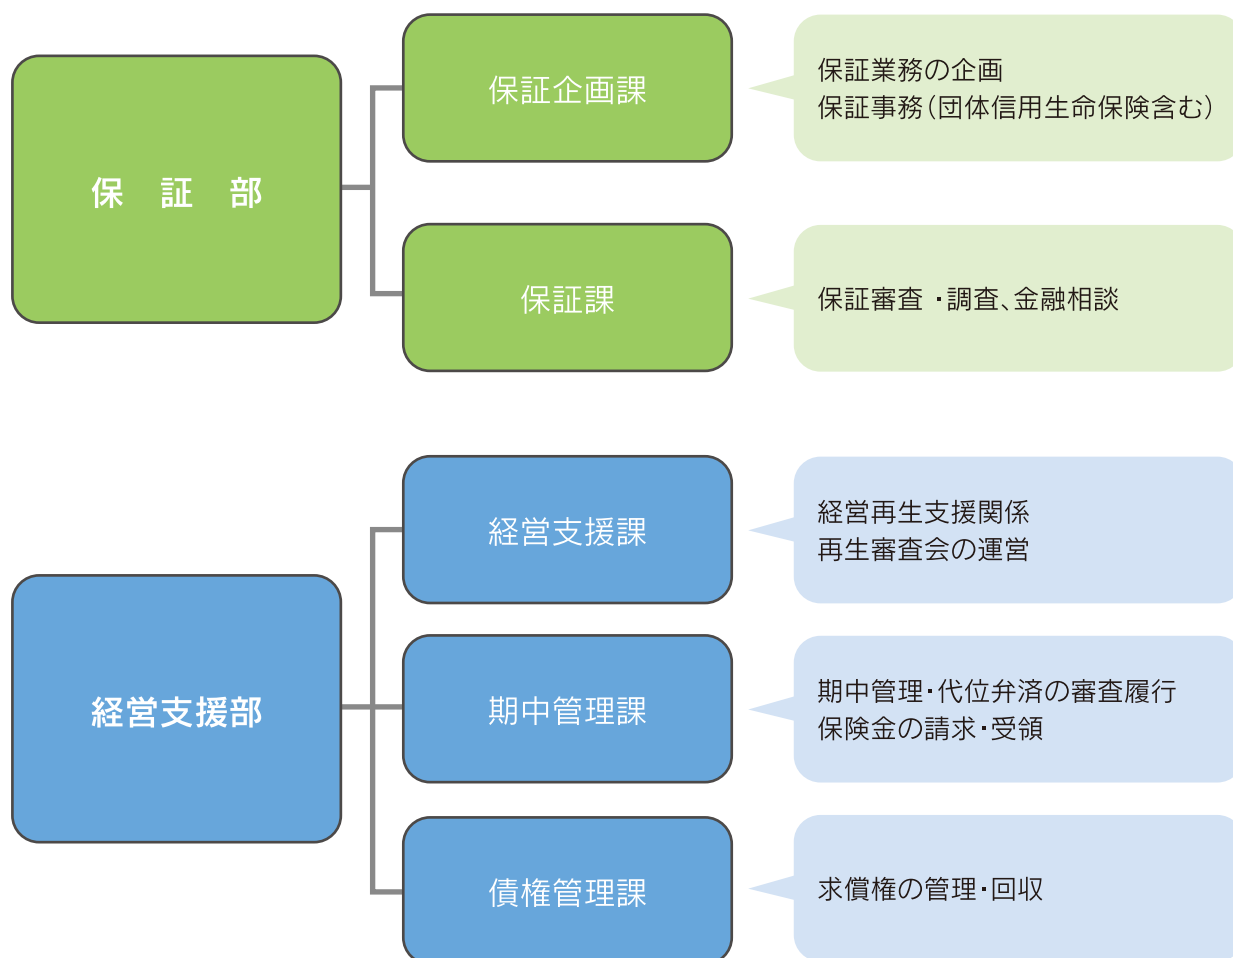 保証部
保証企画課
保証業務の企画
保証事務(団体信用生命保険含む)
保証課
保証審査・調査、金融相談
経営支援部
経営支援課
経営再生支援関係
再生審査会の運営
期中管理課
期中管理・代位弁済の審査履行
保険金の請求・受領
債権管理課
求償権の管理・回収